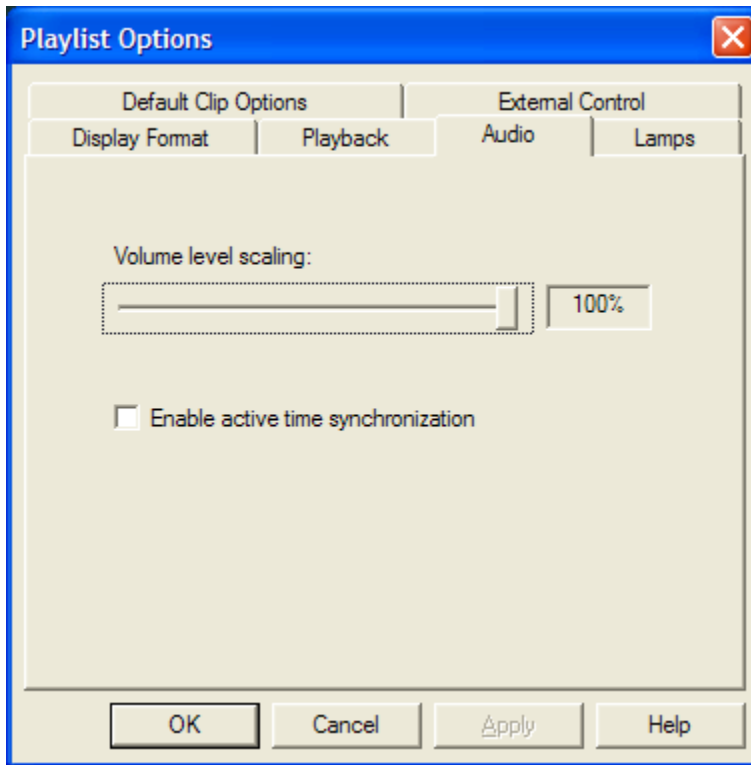 Playlist Options
Default Clip Options External Control
Display Format Playback Audio Lamps
Volume level scaling:
100%
Enable active time synchronization
OK Cancel Apply Help